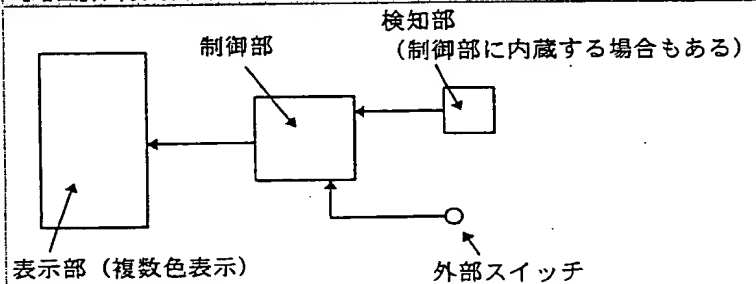 検知部
制御部
（制御部に内蔵する場合もある）
表示部（複数色表示）
外部スイッチ